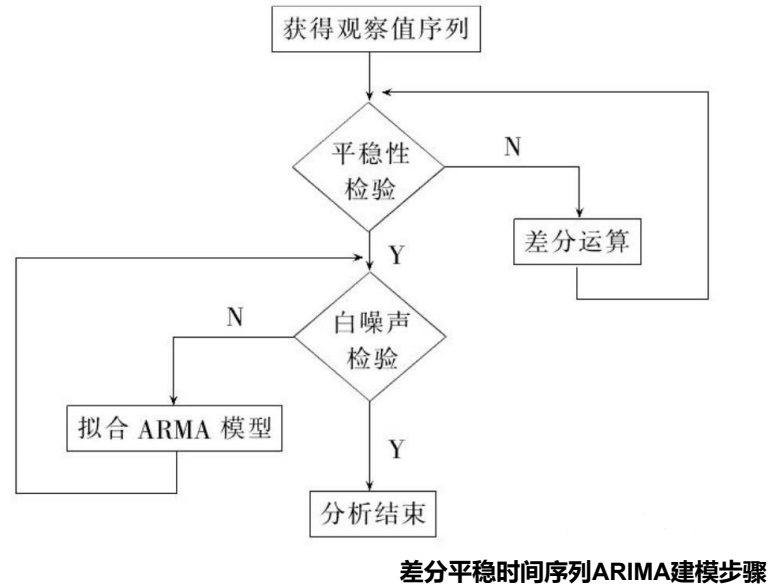 获得观察值序列
平稳性
检验
N
差分运算
Y
白噪声
检验
N
拟合 ARMA 模型
Y
分析结束
差分平稳时间序列ARIMA建模步骤